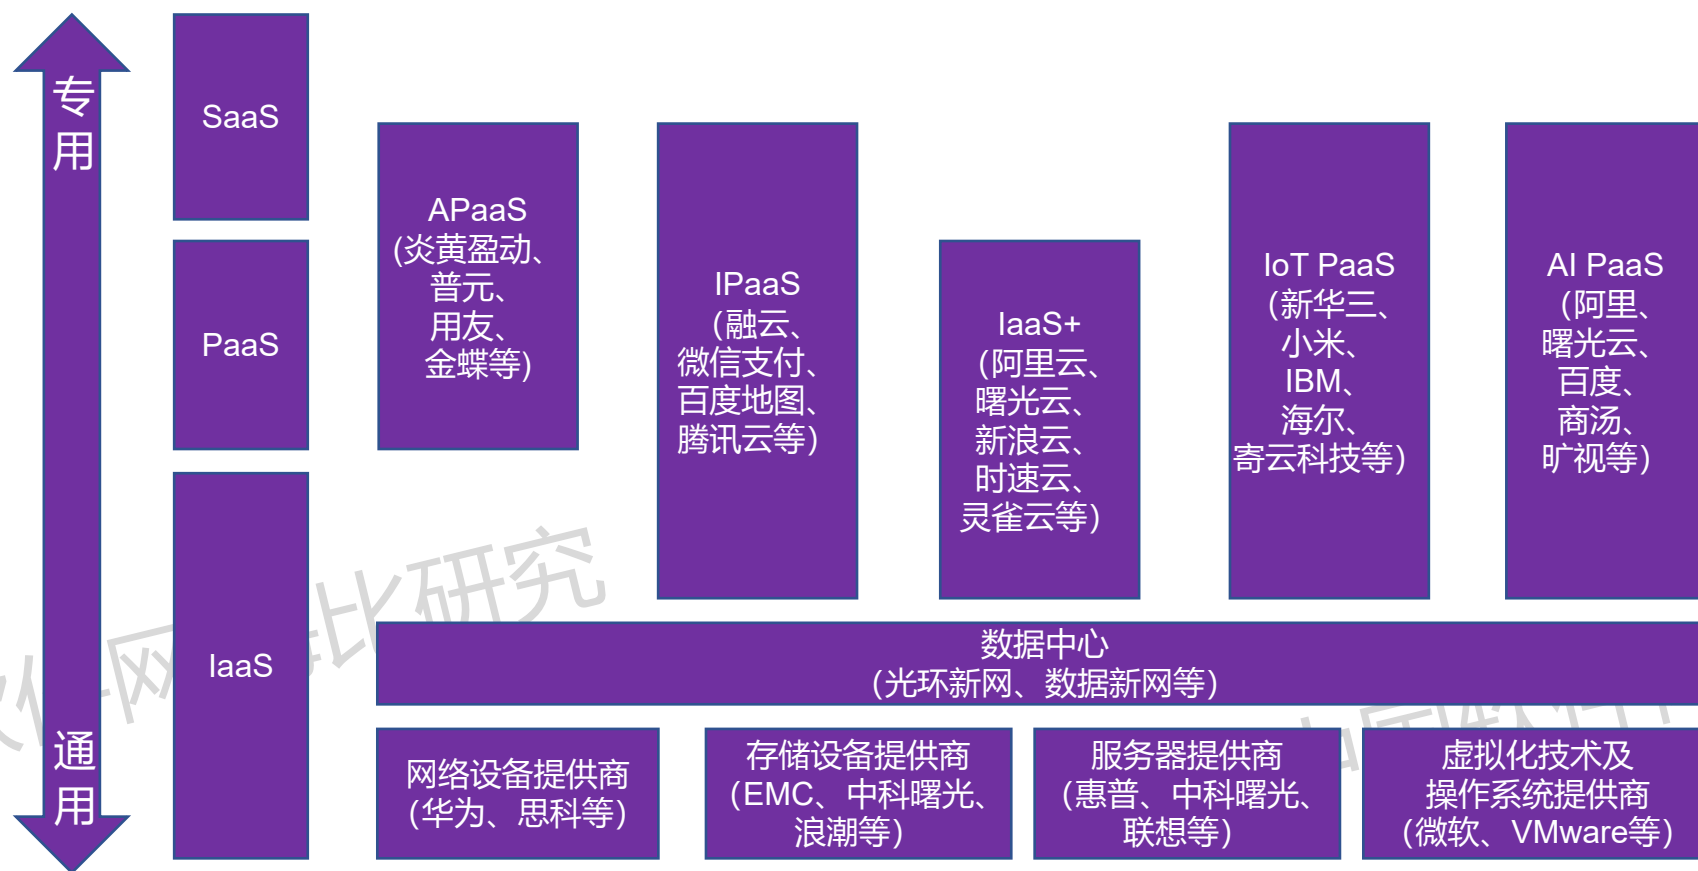 专
用
通
用
SaaS
PaaS
IaaS
APaaS
(炎黄盈动、
普元、
用友、
金蝶等)
IPaaS
（融云、
微信支付、
百度地图、
腾讯云等）
IaaS+
（阿里云、
曙光云、
新浪云、
时速云、
灵雀云等）
IoT PaaS
（新华三、
小米、
IBM、
海尔、
寄云科技等）
AI PaaS
（阿里、
曙光云、
百度、
商汤、
旷视等）
数据中心
（光环新网、数据新网等）
网络设备提供商
（华为、思科等）
存储设备提供商
（EMC、中科曙光、
浪潮等）
服务器提供商
（惠普、中科曙光、
联想等）
虚拟化技术及
操作系统提供商
（微软、VMware等）
比研究